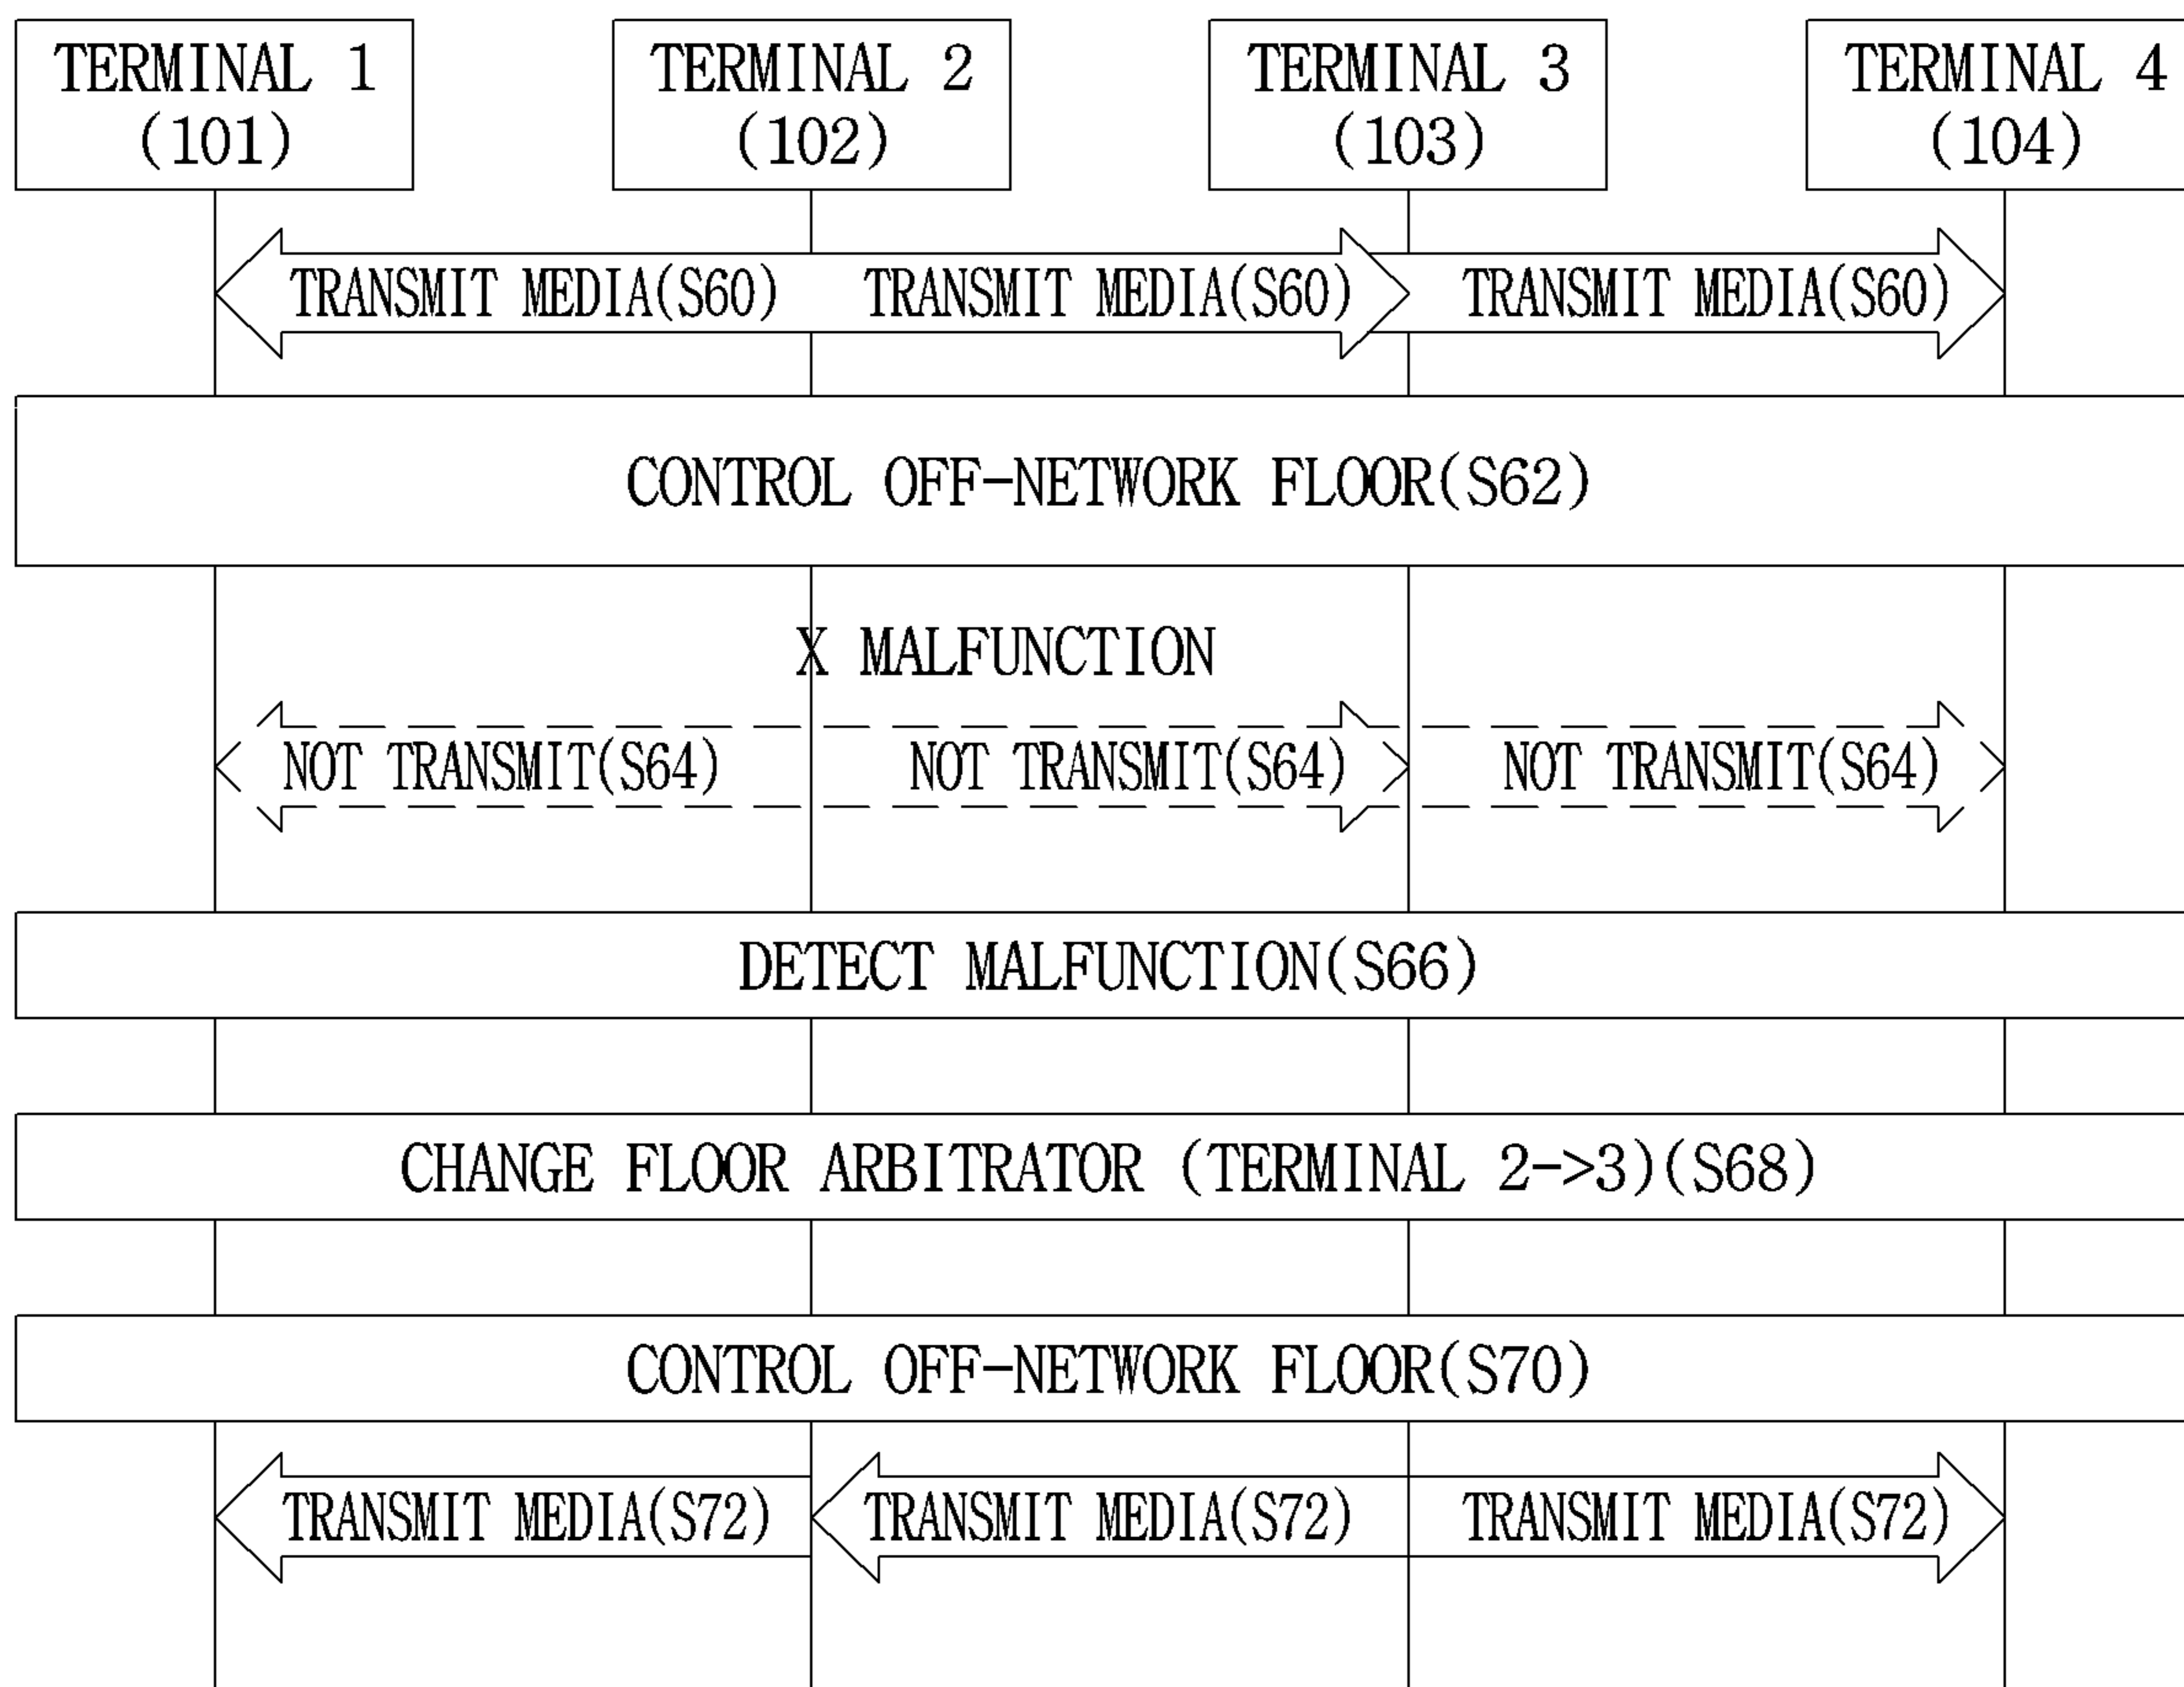 TERMINAL 1
(101)
TERMINAL 2
(102)
TERMINAL 3
(103)
TERMINAL 4
(104)
TRANSMIT MEDIA(S60)
TRANSMIT MEDIA(S60)
TRANSMIT MEDIA(S60)
CONTROL OFF-NETWORK FLOOR(S62)
X MALFUNCTION
NOT TRANSMIT(S64)
NOT TRANSMIT(S64)
NOT TRANSMIT(S64)
DETECT MALFUNCTION(S66)
CHANGE FLOOR ARBITRATOR (TERMINAL 2->3)(S68)
CONTROL OFF-NETWORK FLOOR(S70)
TRANSMIT MEDIA(S72)
TRANSMIT MEDIA(S72)
TRANSMIT MEDIA(S72)